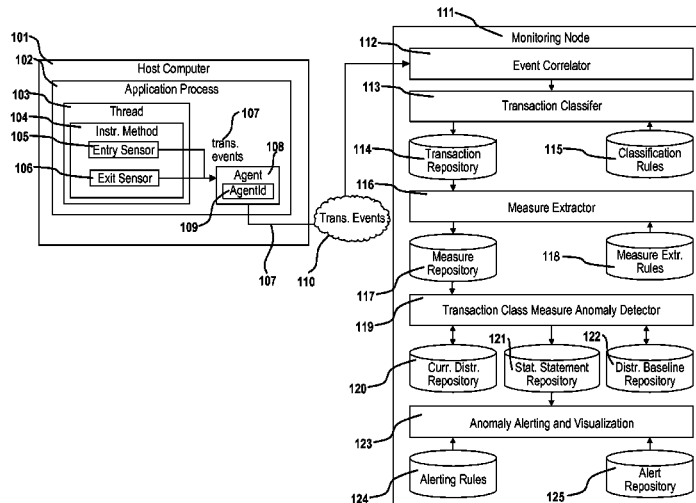 101
Host Computer
102
Application Process
103
Thread
104
Instr. Method
105
Entry Sensor
106
Exit Sensor
107
trans.
events
108
Agent
AgentId
109
107
Trans. Events
110
111
Monitoring Node
112
Event Correlator
113
Transaction Classifer
114
Transaction
Repository
115
Classification
Rules
116
Measure Extractor
117
Measure
Repository
118
Measure Extr.
Rules
119
Transaction Class Measure Anomaly Detector
120
Curr. Distr.
Repository
121
Stat. Statement
Repository
122
Distr. Baseline
Repository
123
Anomaly Alerting and Visualization
124
Alerting Rules
125
Alert
Repository